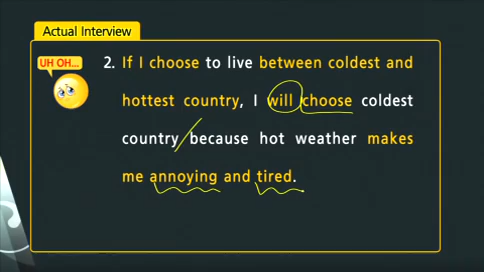 Actual Interview
UH OH...
2. If I choose to live between coldest and
hottest country, I will choose coldest
country because hot weather makes
me annoying and tired.